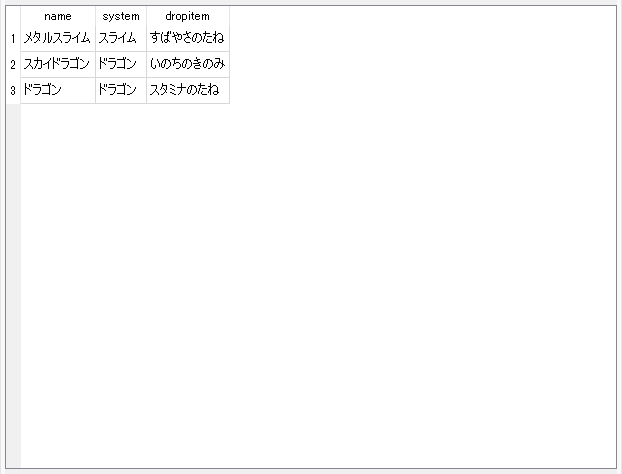 name system dropitem
1 メタルスライム スライム すばやさのたね
2 スカイドラゴン ドラゴン いのちのきのみ
3 ドラゴン ドラゴン スタミナのたね